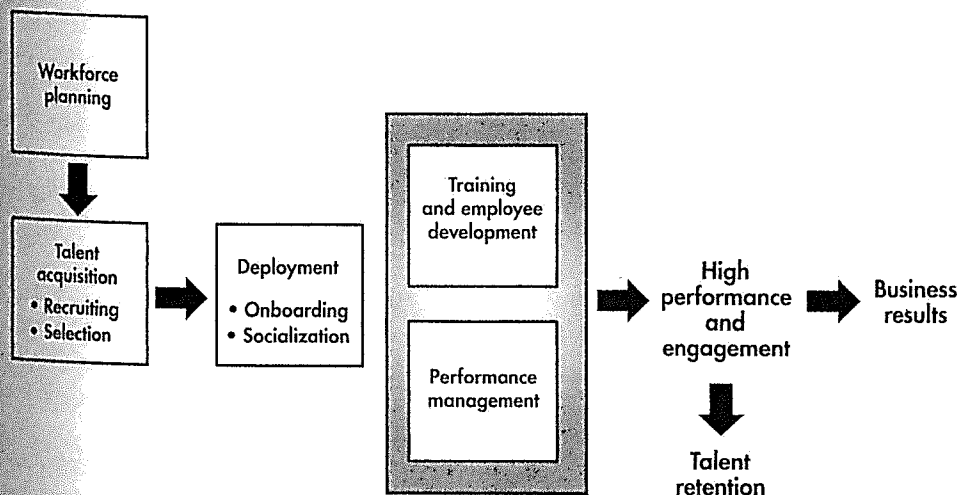 Workforce
planning
Talent
acquisition
• Recruiting
• Selection
Deployment
• Onboarding
• Socialization
Training
and employee
development
Performance
management
High
performance
and
engagement
Business
results
Talent
retention